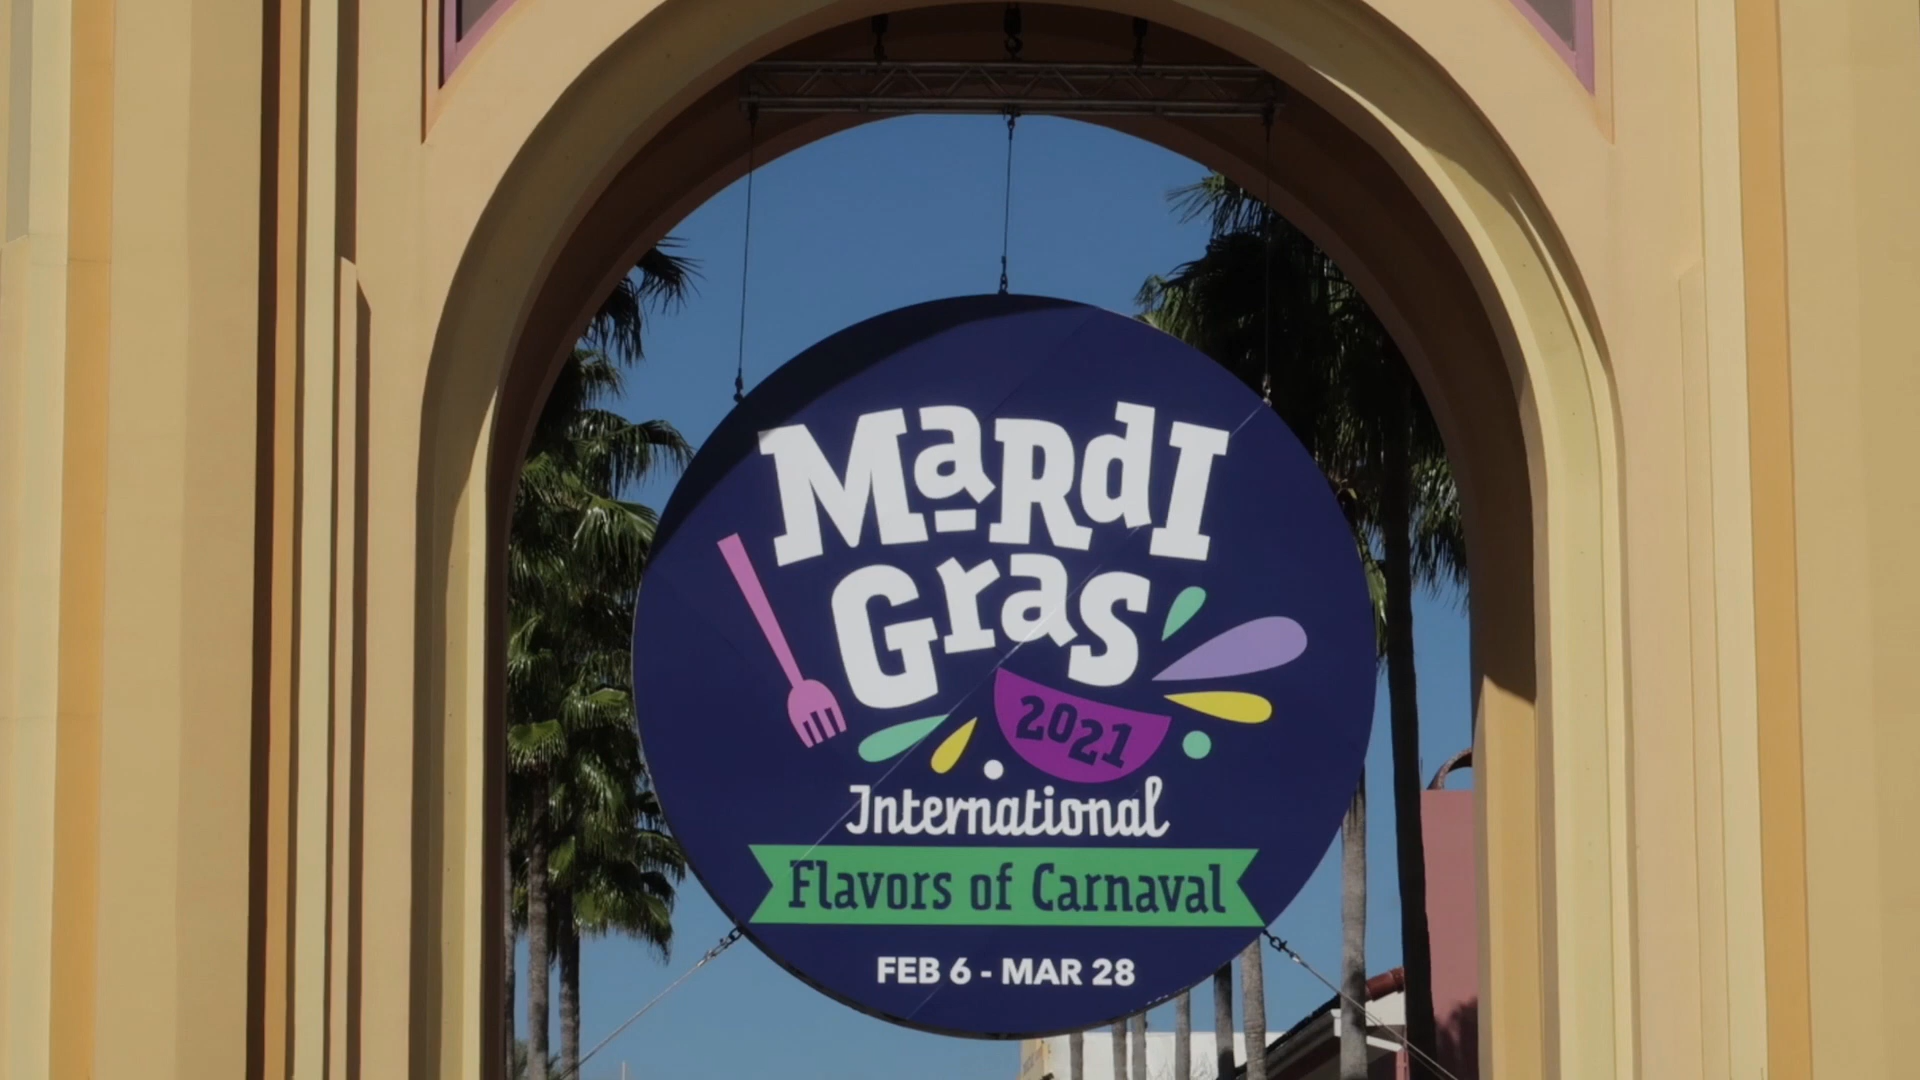 MaRdI
Gras
2021
International
Flavors of Carnaval
FEB 6 - MAR 28